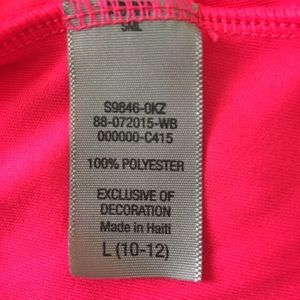 S9846-0KZ
88-072015-WB
000000-C415
100% POLYESTER
EXCLUSIVE OF
DECORATION
Made in Haiti
L (10-12)